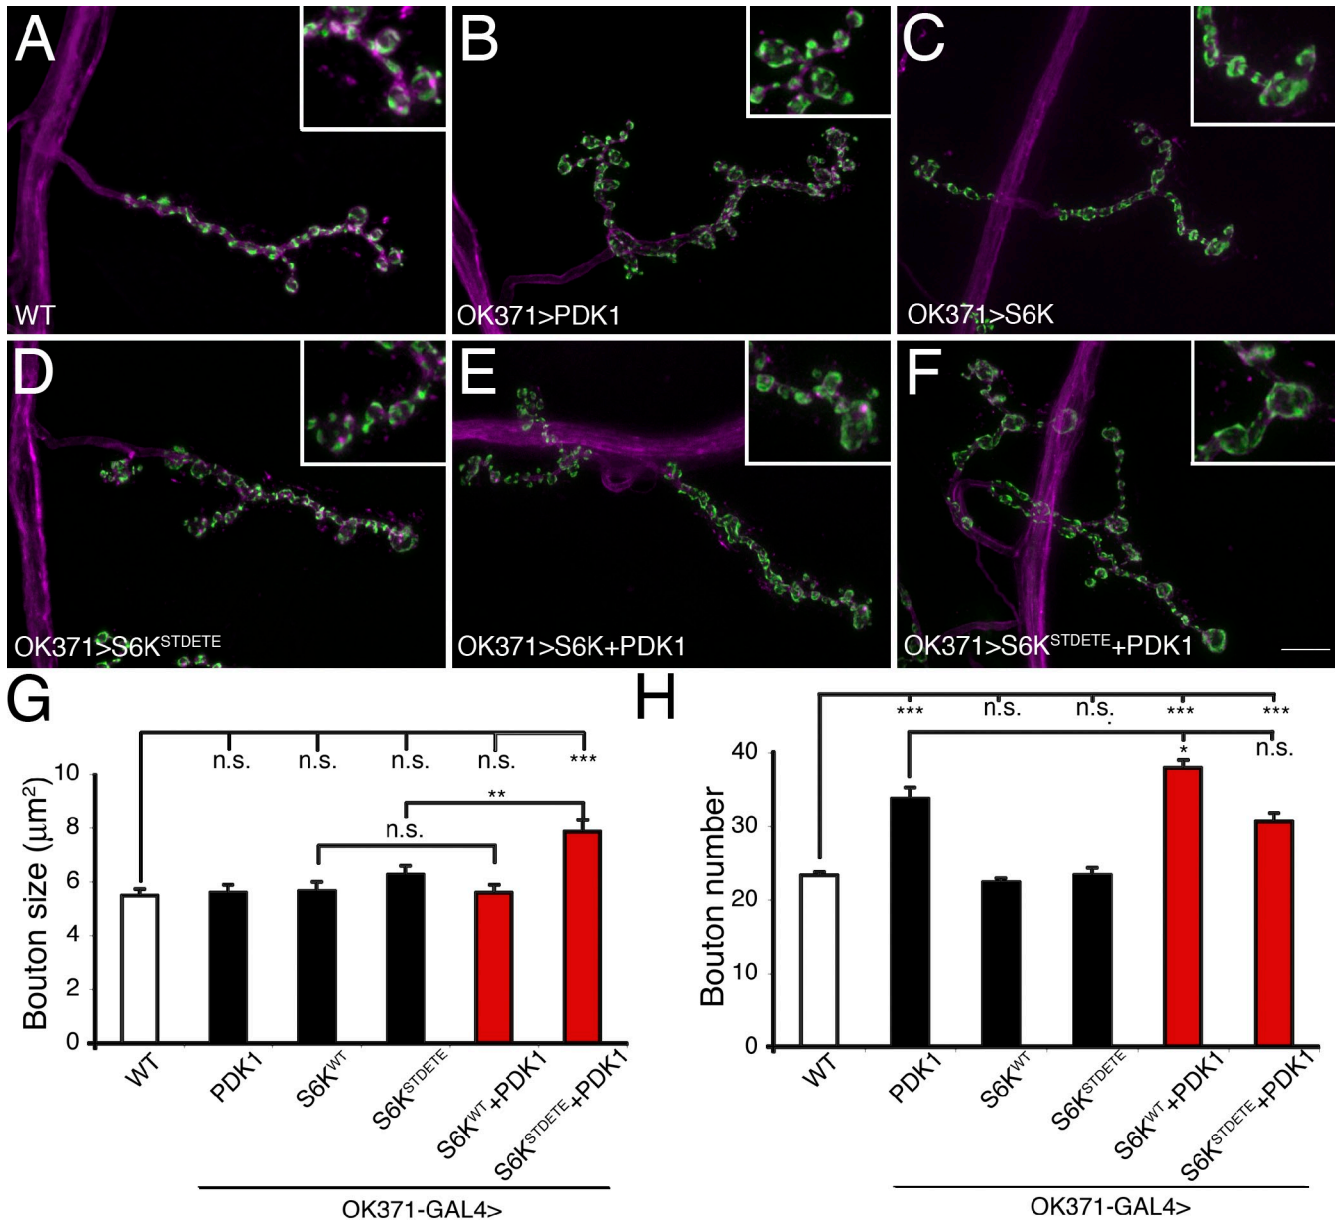 A
WT
B
OK371>PDK1
C
OK371>S6K
D
OK371>S6K^STDETE
E
OK371>S6K+PDK1
F
OK371>S6K^STDETE+PDK1
G
n.s.
n.s.
n.s.
n.s.
***
**
n.s.
Bouton size (µm²)
10
8
6
4
2
0
WT
PDK1
S6K^WT
S6K^STDETE
S6K^WT+PDK1
S6K^STDETE+PDK1
OK371-GAL4>
H
***
n.s.
n.s.
***
***
*
n.s.
Bouton number
40
30
20
10
0
WT
PDK1
S6K^WT
S6K^STDETE
S6K^WT+PDK1
S6K^STDETE+PDK1
OK371-GAL4>